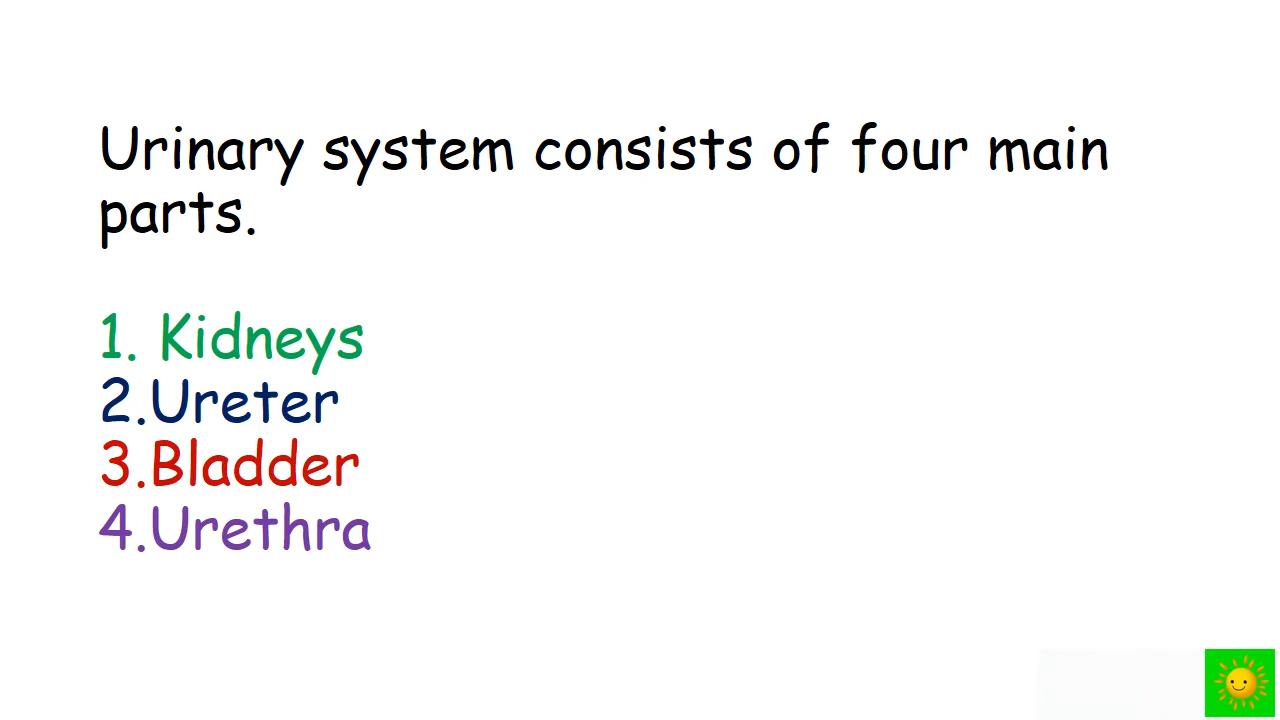 Urinary system consists of four main
parts.
1. Kidneys
2.Ureter
3.Bladder
4.Urethra